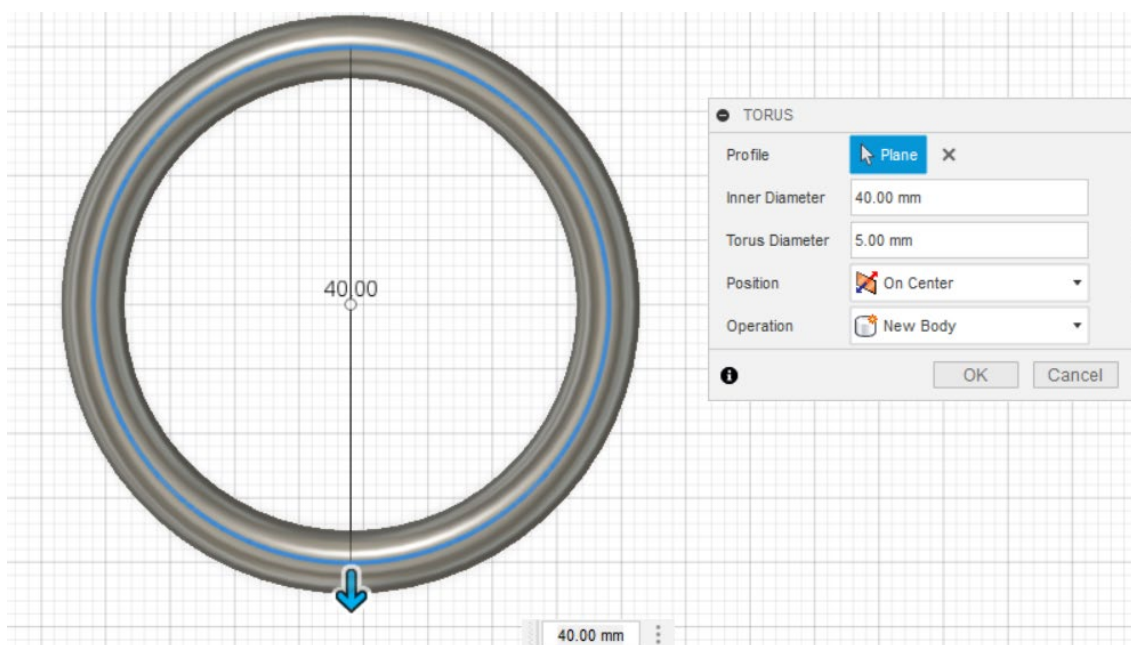 40.00
TORUS
Profile Plane
Inner Diameter 40.00 mm
Torus Diameter 5.00 mm
Position On Center
Operation New Body
OK Cancel
40.00 mm